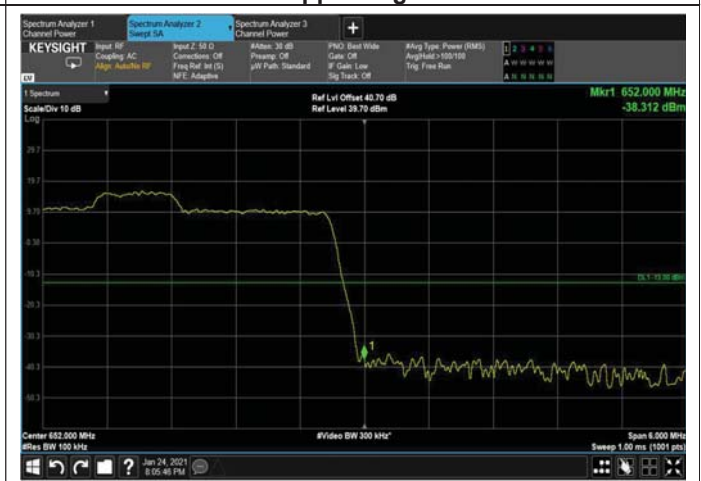 Spectrum Analyzer 1
Channel Power
Spectrum Analyzer 2
Swept SA
Spectrum Analyzer 3
Channel Power
+
KEYSIGHT
Input: RF
Coupling: AC
Align: Auto/No RF
Input Z: 50 Ω
Corrections: Off
Freq Ref: Int (S)
NFE: Adaptive
#Atten: 30 dB
Preamp: Off
µW Path: Standard
PNO: Best Wide
Gate: Off
IF Gain: Low
Sig Track: Off
#Avg Type: Power (RMS)
Avg|Hold:>100/100
Trig: Free Run
1 2 3 4 5 6
A W W W W W
A N N N N N
1 Spectrum
Scale/Div 10 dB
Log
Ref Lvl Offset 40.70 dB
Ref Level 39.70 dBm
Mkr1 652.000 MHz
-38.312 dBm
29.7
19.7
9.70
-0.30
-10.3
DL1 -13.00 dBm
-20.3
-30.3
1
-40.3
-50.3
Center 652.000 MHz
#Res BW 100 kHz
#Video BW 300 kHz*
Span 6.000 MHz
Sweep 1.00 ms (1001 pts)
?
Jan 24, 2021
8:05:46 PM